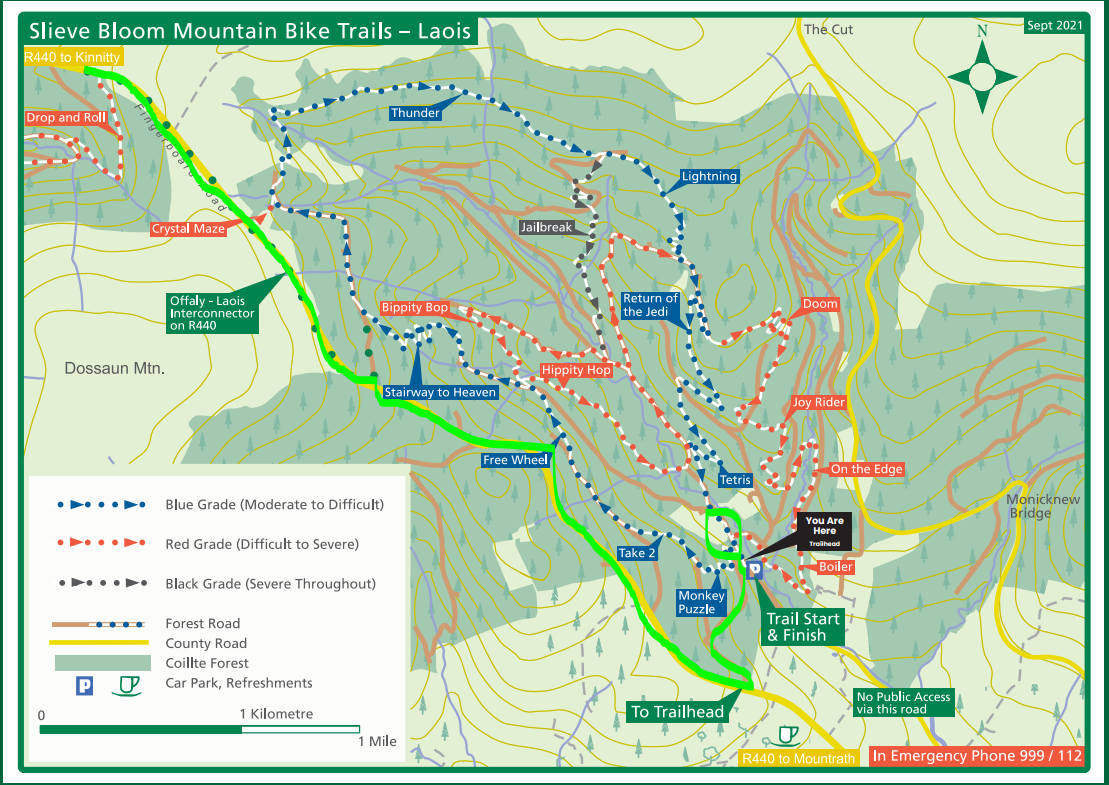 Slieve Bloom Mountain Bike Trails – Laois
Sept 2021
The Cut
N
R440 to Kinnitty
Drop and Roll
Fingerboard Road
Thunder
Lightning
Crystal Maze
Jailbreak
Offaly - Laois
Interconnector
on R440
Return of
the Jedi
Doom
Bippity Bop
Dossaun Mtn.
Hippity Hop
Stairway to Heaven
Joy Rider
Free Wheel
On the Edge
Tetris
Monicknew
Bridge
You Are
Here
Trailhead
Take 2
Boiler
P
Monkey
Puzzle
Trail Start
& Finish
To Trailhead
No Public Access
via this road
R440 to Mountrath
In Emergency Phone 999 / 112
Blue Grade (Moderate to Difficult)
Red Grade (Difficult to Severe)
Black Grade (Severe Throughout)
Forest Road
County Road
Coillte Forest
P
Car Park, Refreshments
0
1 Kilometre
1 Mile